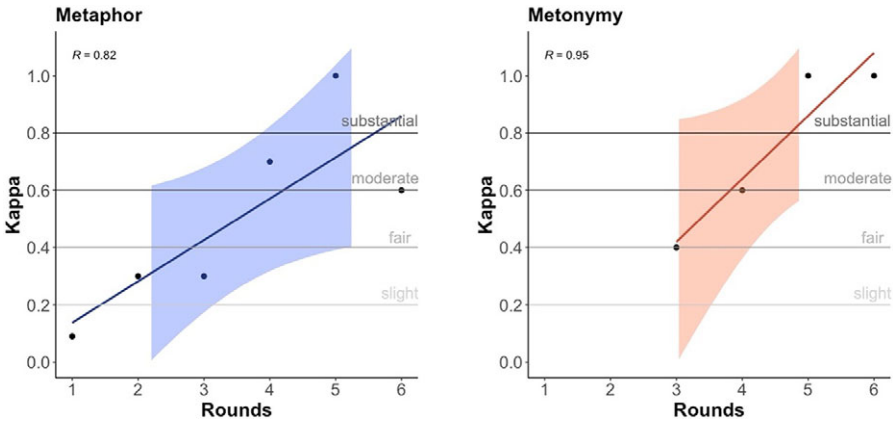 Metaphor
R = 0.82
Kappa
1.0
0.8
0.6
0.4
0.2
0.0
substantial
moderate
fair
slight
1 2 3 4 5 6
Rounds
Metonymy
R = 0.95
Kappa
1.0
0.8
0.6
0.4
0.2
0.0
substantial
moderate
fair
slight
1 2 3 4 5 6
Rounds